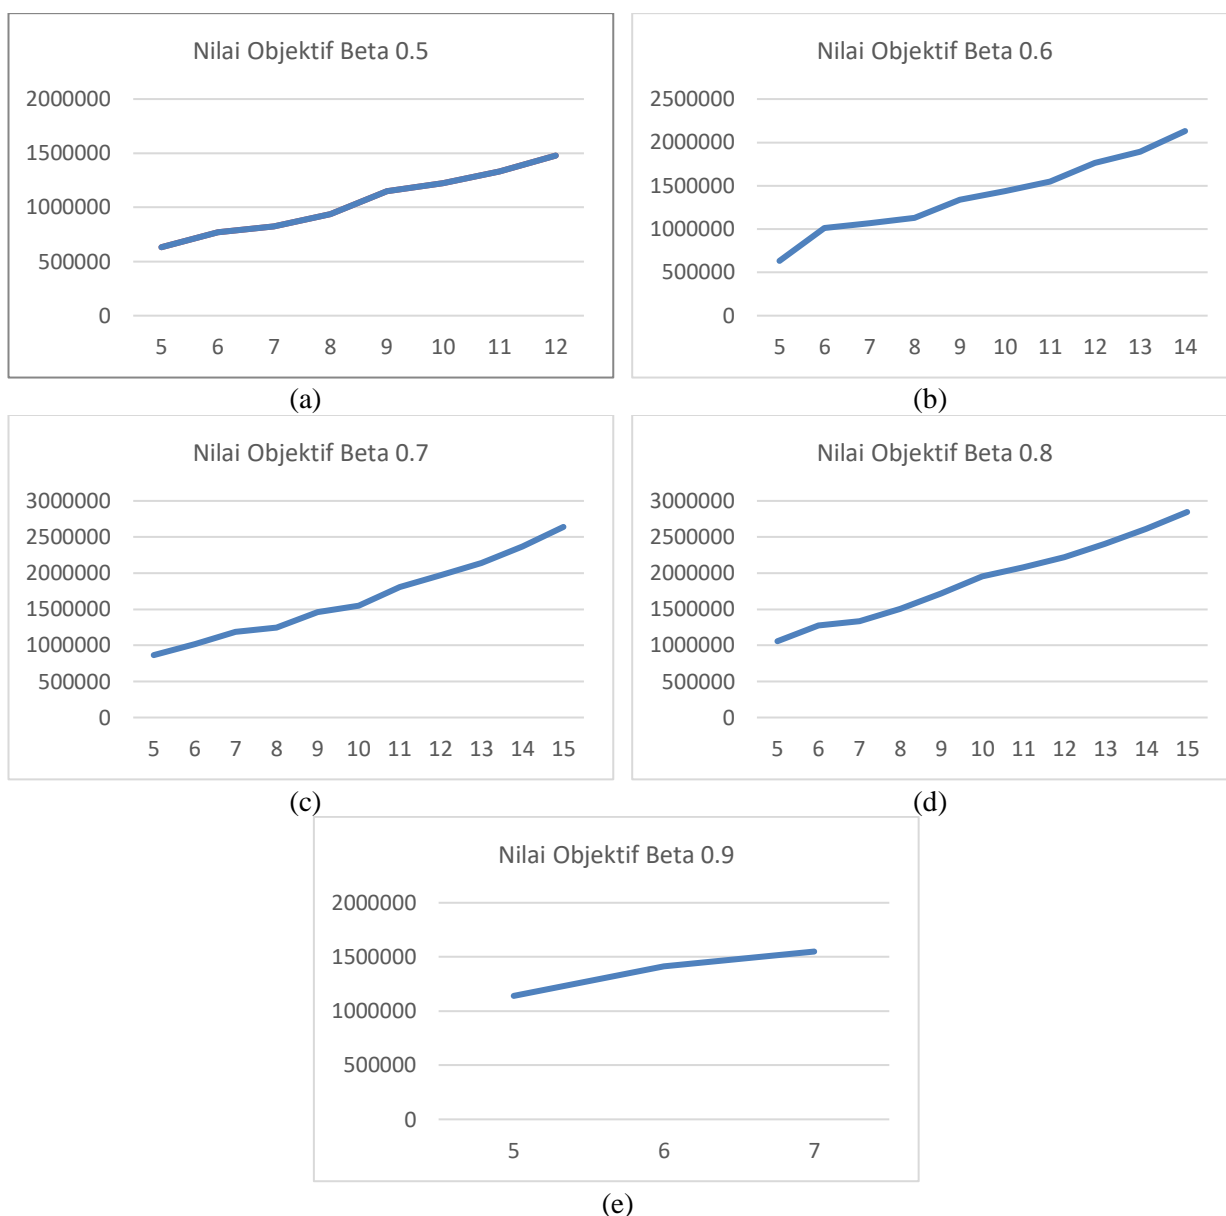 Nilai Objektif Beta 0.5
2000000
1500000
1000000
500000
0
5 6 7 8 9 10 11 12
(a)
Nilai Objektif Beta 0.6
2500000
2000000
1500000
1000000
500000
0
5 6 7 8 9 10 11 12 13 14
(b)
Nilai Objektif Beta 0.7
3000000
2500000
2000000
1500000
1000000
500000
0
5 6 7 8 9 10 11 12 13 14 15
(c)
Nilai Objektif Beta 0.8
3000000
2500000
2000000
1500000
1000000
500000
0
5 6 7 8 9 10 11 12 13 14 15
(d)
Nilai Objektif Beta 0.9
2000000
1500000
1000000
500000
0
5 6 7
(e)